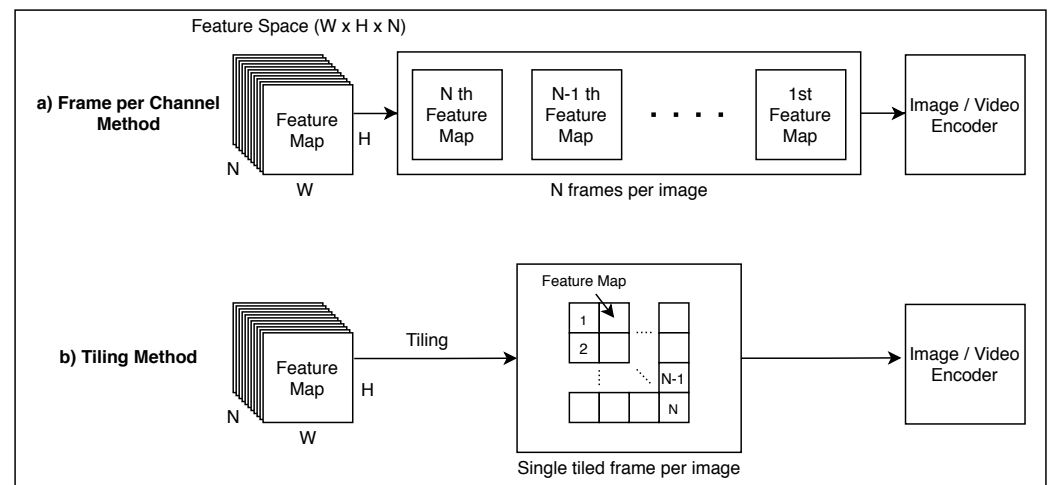 Feature Space (W x H x N)
a) Frame per Channel
Method
Feature
Map
N
H
W
N th
Feature
Map
N-1 th
Feature
Map
. . . .
1st
Feature
Map
N frames per image
Image / Video
Encoder
b) Tiling Method
Feature
Map
N
H
W
Tiling
Feature Map
1
2
N-1
N
Single tiled frame per image
Image / Video
Encoder